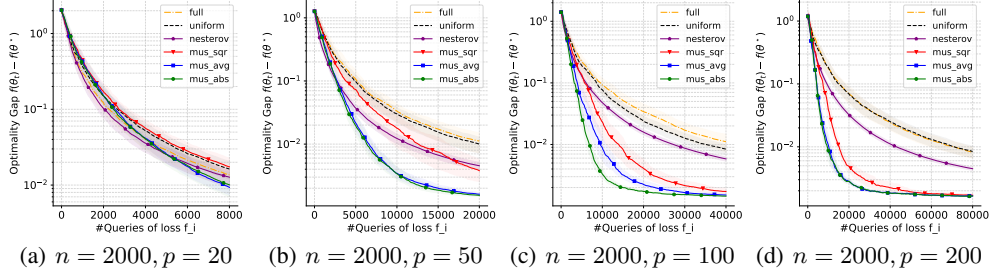 full
uniform
nesterov
mus_sqr
mus_avg
mus_abs
Optimality Gap f(θ_t) − f(θ*)
10^0
10^-1
10^-2
0 2000 4000 6000 8000
#Queries of loss f_i
(a) n = 2000, p = 20
full
uniform
nesterov
mus_sqr
mus_avg
mus_abs
Optimality Gap f(θ_t) − f(θ*)
10^0
10^-1
10^-2
0 5000 10000 15000 20000
#Queries of loss f_i
(b) n = 2000, p = 50
full
uniform
nesterov
mus_sqr
mus_avg
mus_abs
Optimality Gap f(θ_t) − f(θ*)
10^0
10^-1
10^-2
0 10000 20000 30000 40000
#Queries of loss f_i
(c) n = 2000, p = 100
full
uniform
nesterov
mus_sqr
mus_avg
mus_abs
Optimality Gap f(θ_t) − f(θ*)
10^0
10^-1
10^-2
0 20000 40000 60000 80000
#Queries of loss f_i
(d) n = 2000, p = 200